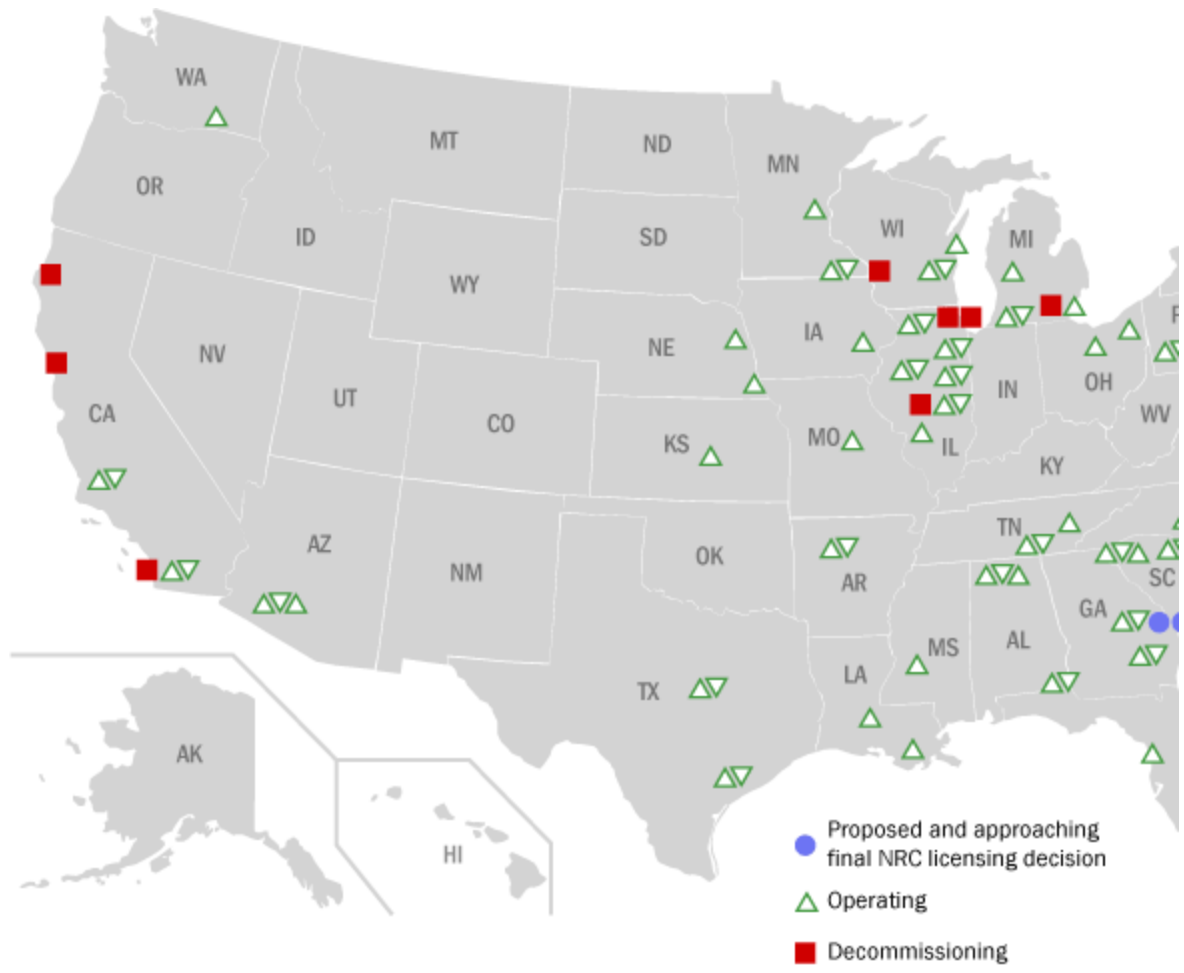 WA
MT
ND
MN
OR
ID
SD
WI
MI
WY
NV
NE
IA
UT
CO
CA
KS
MO
IL
IN
OH
WV
KY
AZ
NM
OK
AR
TN
SC
GA
MS
AL
LA
TX
AK
HI
Proposed and approaching
final NRC licensing decision
Operating
Decommissioning